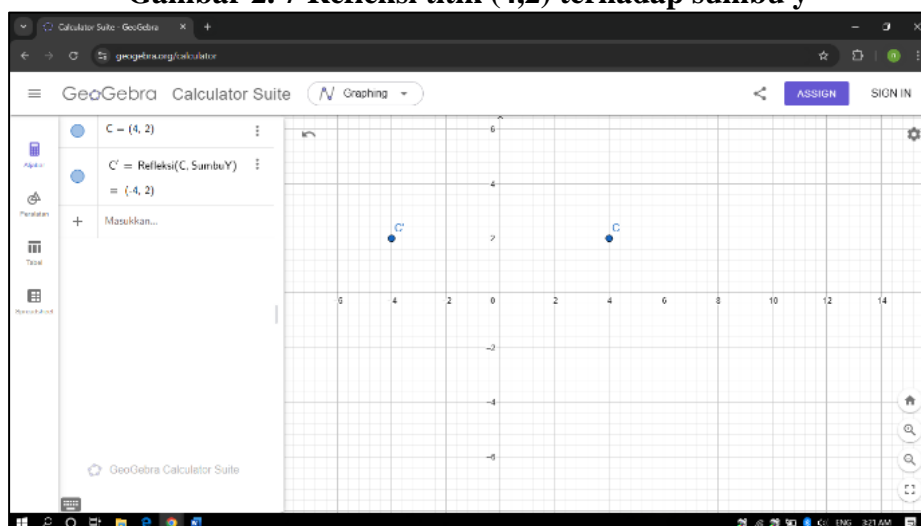 Gambar 2. 7 Refleksi titik (4,2) terhadap sumbu y
Calculator Suite - GeoGebra
geogebra.org/calculator
GeoGebra Calculator Suite
Graphing
ASSIGN
SIGN IN
C = (4, 2)
C' = Refleksi(C, SumbuY)
= (-4, 2)
Masukkan...
Aljabar
Peralatan
Tabel
Spreadsheet
C'
C
6
4
2
0
-2
-4
-6
-6 -4 -2 0 2 4 6 8 10 12 14
GeoGebra Calculator Suite
ENG 3:21 AM